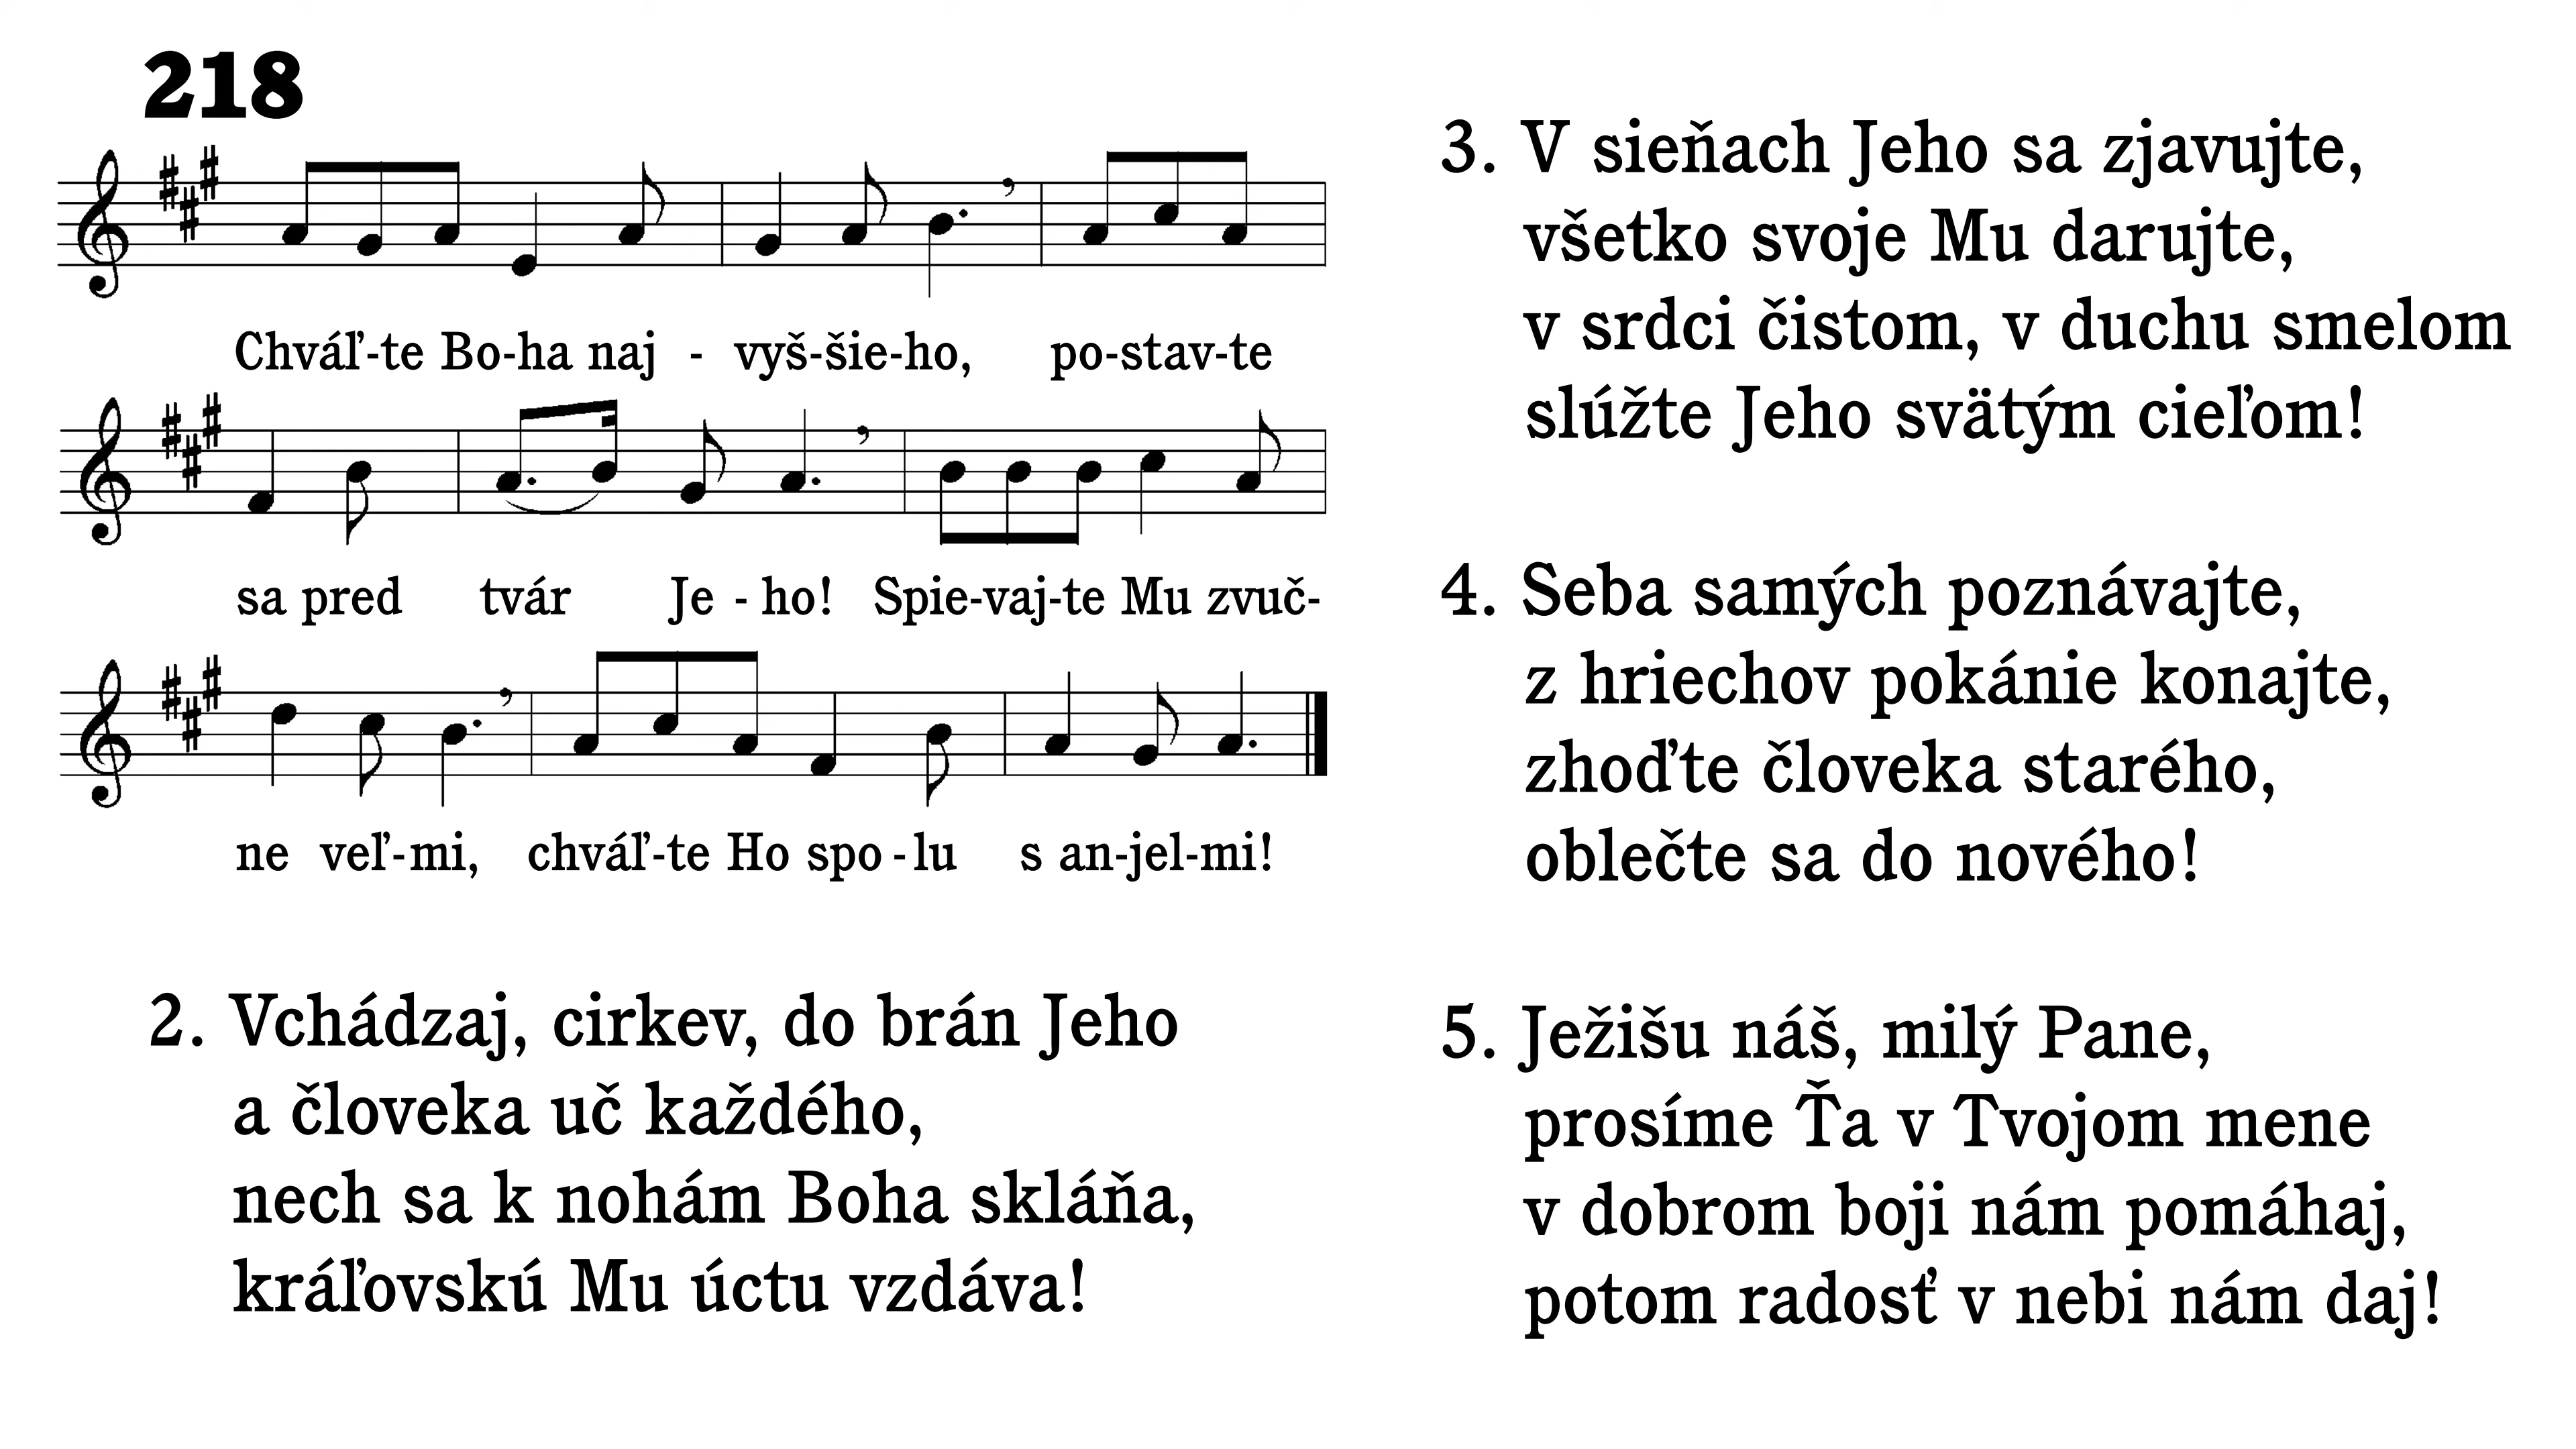 218
Chváľ-te Bo-ha naj - vyš-šie-ho, po-stav-te
sa pred tvár Je - ho! Spie-vaj-te Mu zvuč-
ne veľ-mi, chváľ-te Ho spo - lu s an-jel-mi!
2. Vchádzaj, cirkev, do brán Jeho
a človeka uč každého,
nech sa k nohám Boha skláňa,
kráľovskú Mu úctu vzdáva!
3. V sieňach Jeho sa zjavujte,
všetko svoje Mu darujte,
v srdci čistom, v duchu smelom
slúžte Jeho svätým cieľom!
4. Seba samých poznávajte,
z hriechov pokánie konajte,
zhoďte človeka starého,
oblečte sa do nového!
5. Ježišu náš, milý Pane,
prosíme Ťa v Tvojom mene
v dobrom boji nám pomáhaj,
potom radosť v nebi nám daj!